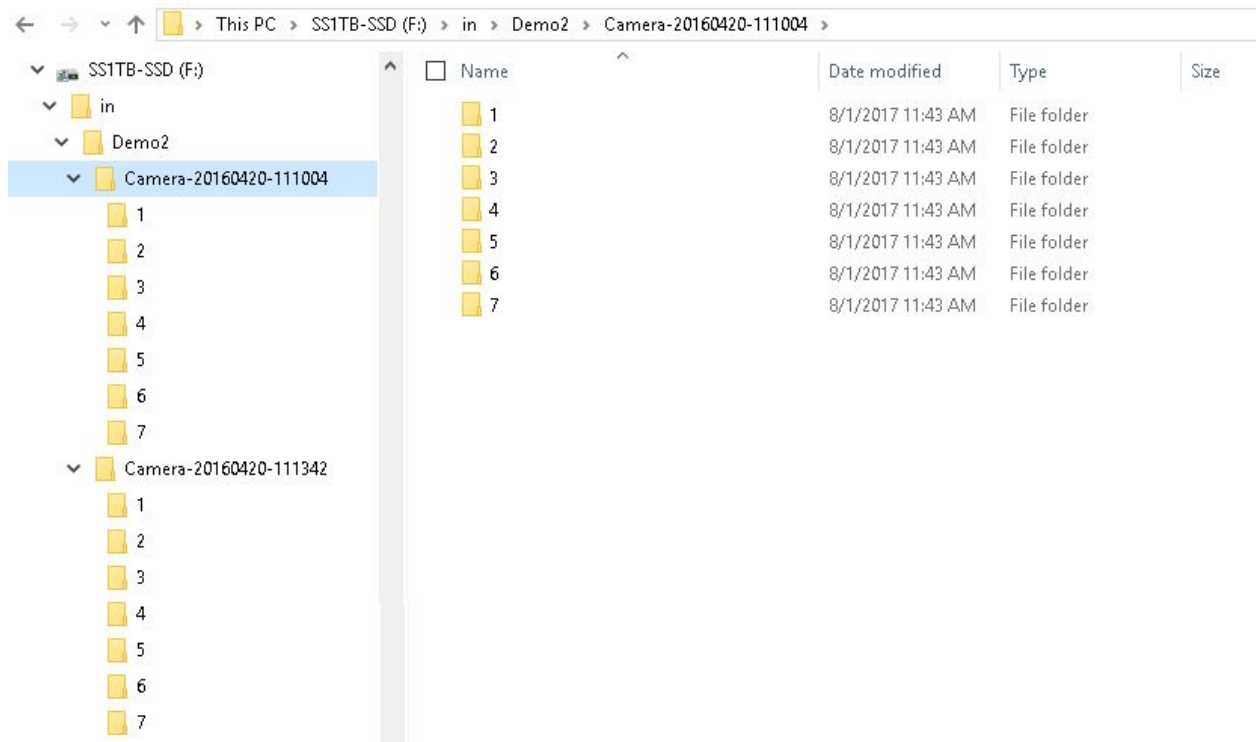 This PC > SS1TB-SSD (F:) > in > Demo2 > Camera-20160420-111004 >
SS1TB-SSD (F:)
in
Demo2
Camera-20160420-111004
1
2
3
4
5
6
7
Camera-20160420-111342
1
2
3
4
5
6
7
Name Date modified Type Size
1 8/1/2017 11:43 AM File folder
2 8/1/2017 11:43 AM File folder
3 8/1/2017 11:43 AM File folder
4 8/1/2017 11:43 AM File folder
5 8/1/2017 11:43 AM File folder
6 8/1/2017 11:43 AM File folder
7 8/1/2017 11:43 AM File folder